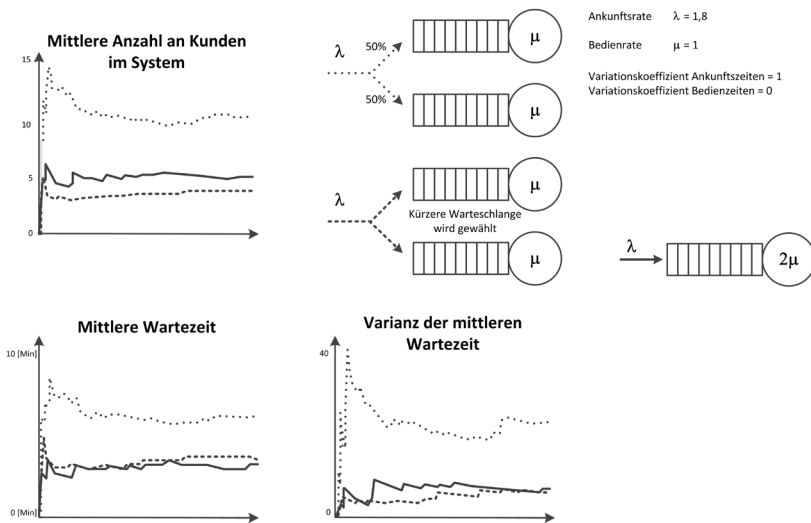 Mittlere Anzahl an Kunden
im System
15
10
5
0
λ
50%
50%
μ
μ
Ankunftsrate λ = 1,8
Bedienrate μ = 1
Variationskoeffizient Ankunftszeiten = 1
Variationskoeffizient Bedienzeiten = 0
λ
Kürzere Warteschlange
wird gewählt
μ
μ
λ
2μ
Mittlere Wartezeit
10 [Min]
0 [Min]
Varianz der mittleren
Wartezeit
40
0